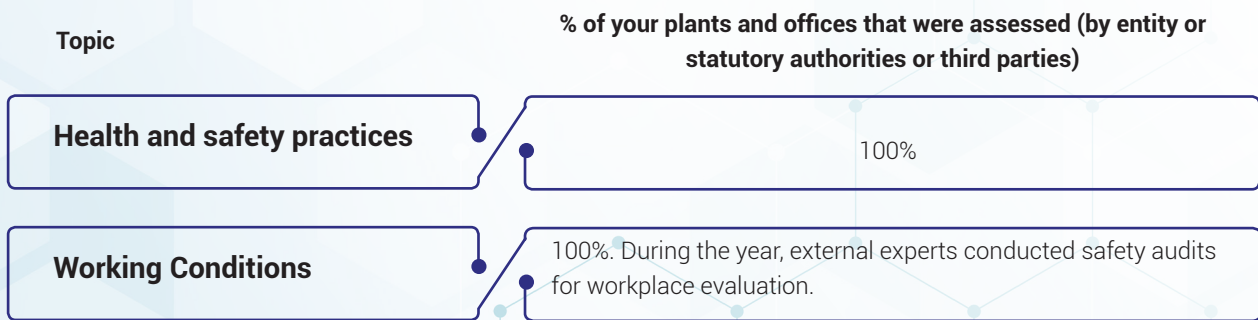 Topic
% of your plants and offices that were assessed (by entity or
statutory authorities or third parties)
Health and safety practices
100%
Working Conditions
100%. During the year, external experts conducted safety audits
for workplace evaluation.